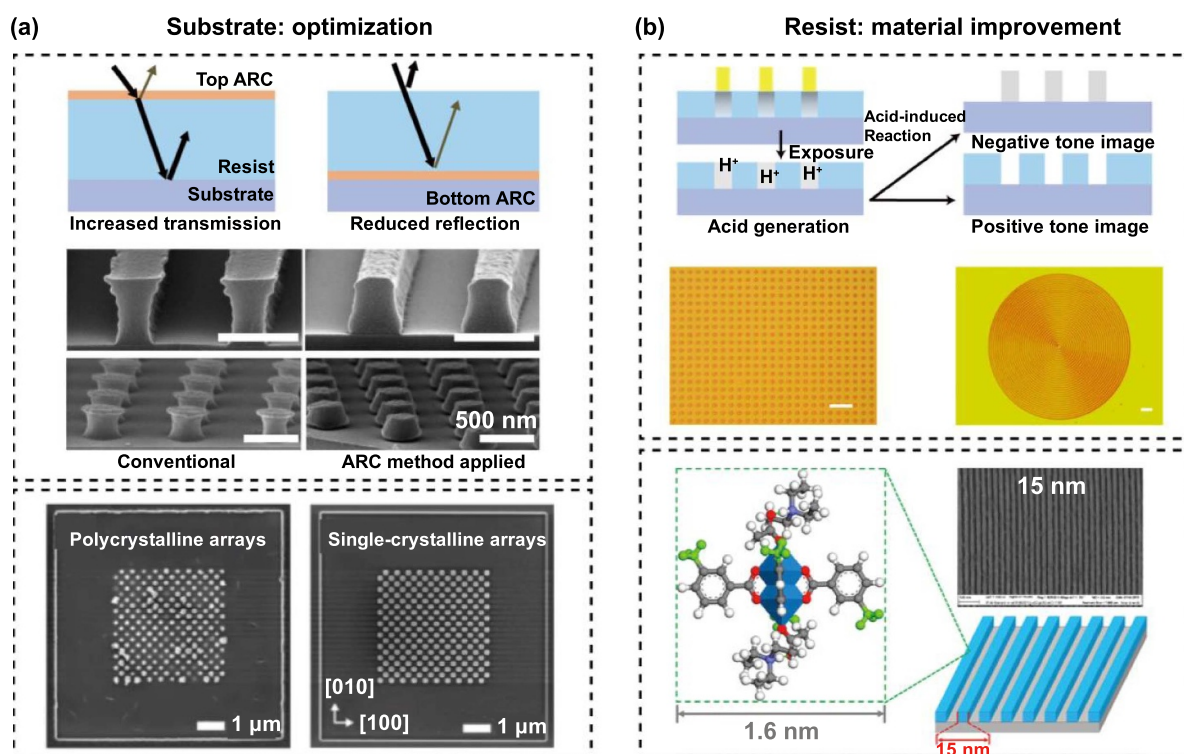 (a)
Substrate: optimization
Top ARC
Resist
Substrate
Bottom ARC
Increased transmission
Reduced reflection
500 nm
Conventional
ARC method applied
Polycrystalline arrays
Single-crystalline arrays
[010]
[100]
1 μm
1 μm
(b)
Resist: material improvement
Acid-induced
Reaction
Exposure
H⁺
H⁺
H⁺
Negative tone image
Acid generation
Positive tone image
15 nm
1.6 nm
15 nm